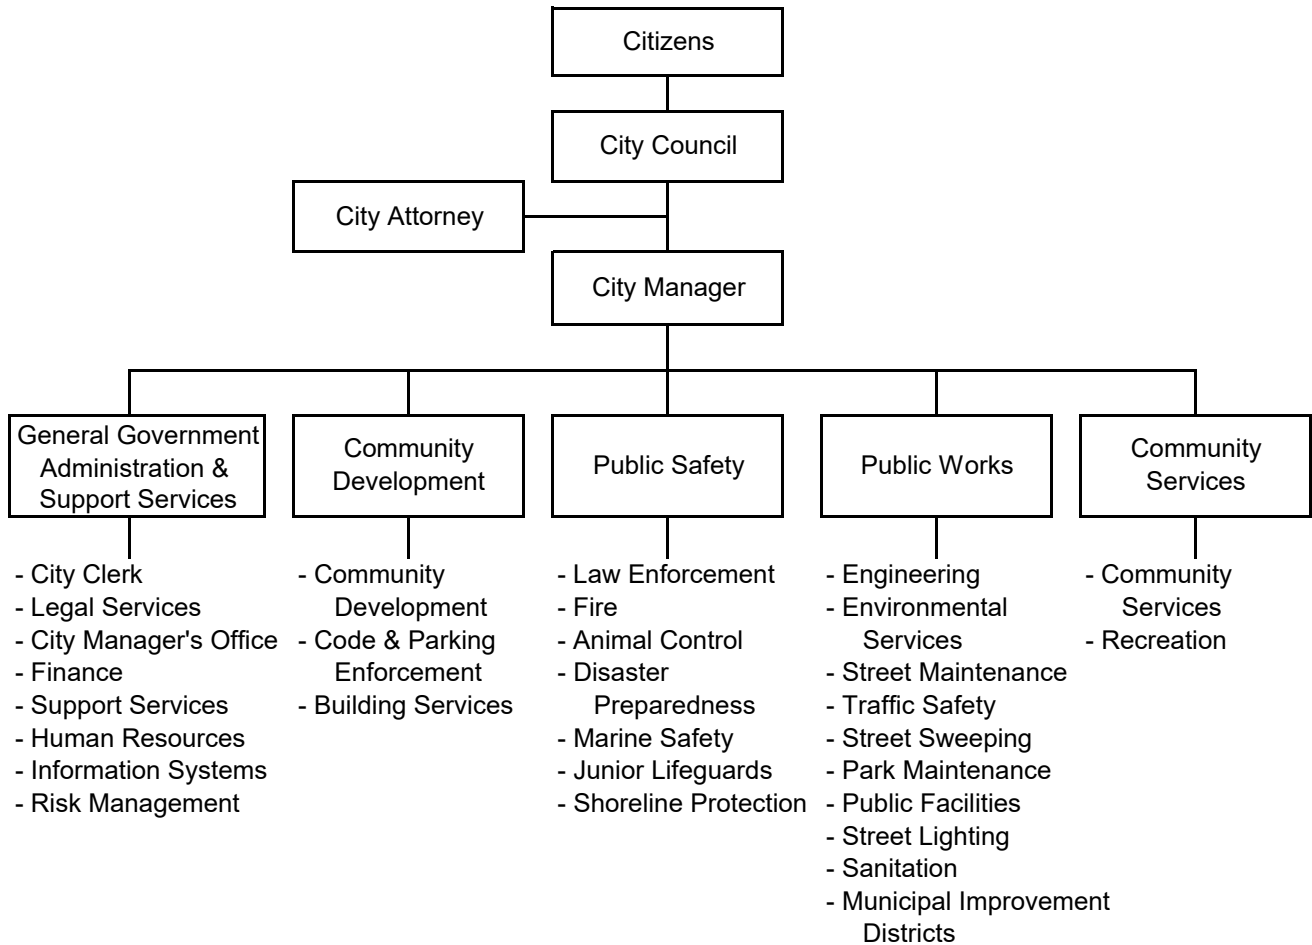 Citizens
City Council
City Attorney
City Manager
General Government
Administration &
Support Services
Community
Development
Public Safety
Public Works
Community
Services
- City Clerk
- Legal Services
- City Manager's Office
- Finance
- Support Services
- Human Resources
- Information Systems
- Risk Management
- Community
Development
- Code & Parking
Enforcement
- Building Services
- Law Enforcement
- Fire
- Animal Control
- Disaster
Preparedness
- Marine Safety
- Junior Lifeguards
- Shoreline Protection
- Engineering
- Environmental
Services
- Street Maintenance
- Traffic Safety
- Street Sweeping
- Park Maintenance
- Public Facilities
- Street Lighting
- Sanitation
- Municipal Improvement
Districts
- Community
Services
- Recreation